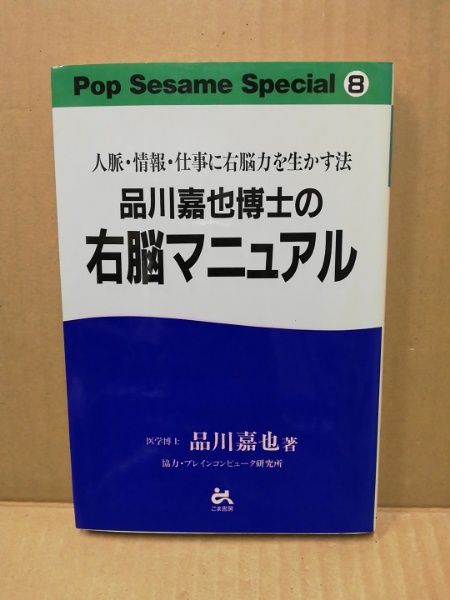 Pop Sesame Special 8
人脈・情報・仕事に右脳力を生かす法
品川嘉也博士の
右脳マニュアル
医学博士 品川嘉也著
協力・ブレインコンピュータ研究所
ごま書房